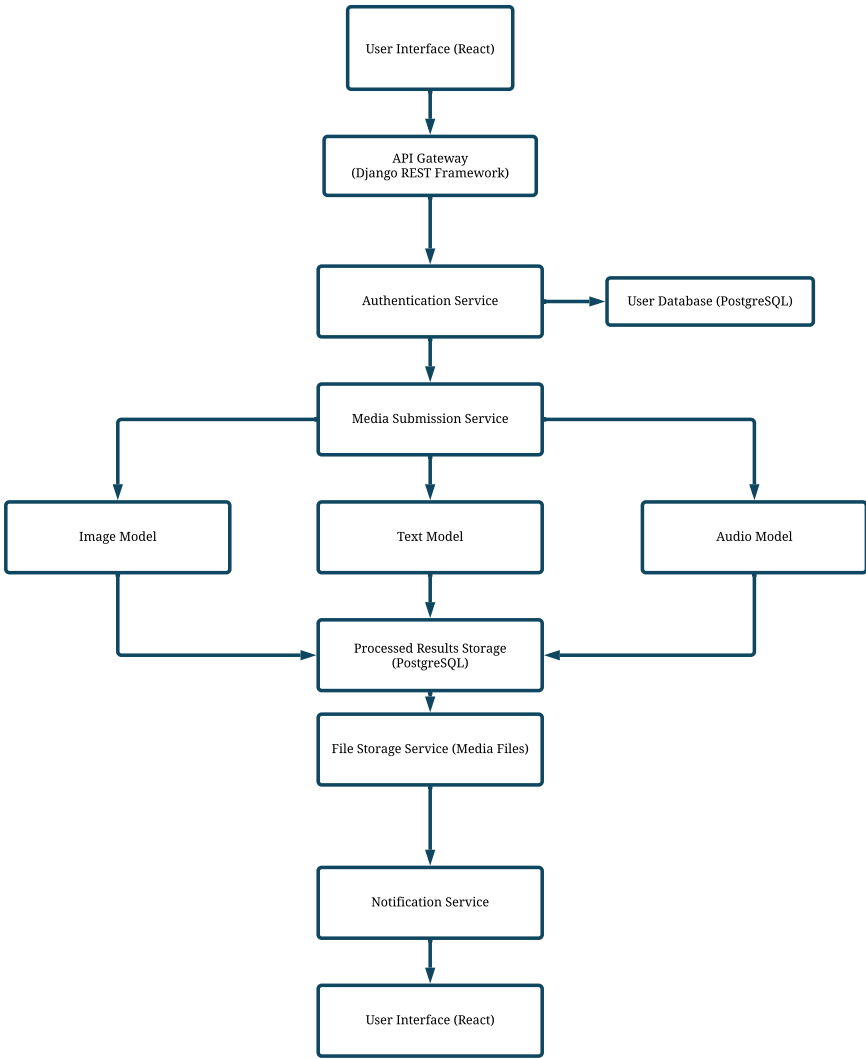 User Interface (React)
API Gateway
(Django REST Framework)
Authentication Service
User Database (PostgreSQL)
Media Submission Service
Image Model
Text Model
Audio Model
Processed Results Storage
(PostgreSQL)
File Storage Service (Media Files)
Notification Service
User Interface (React)